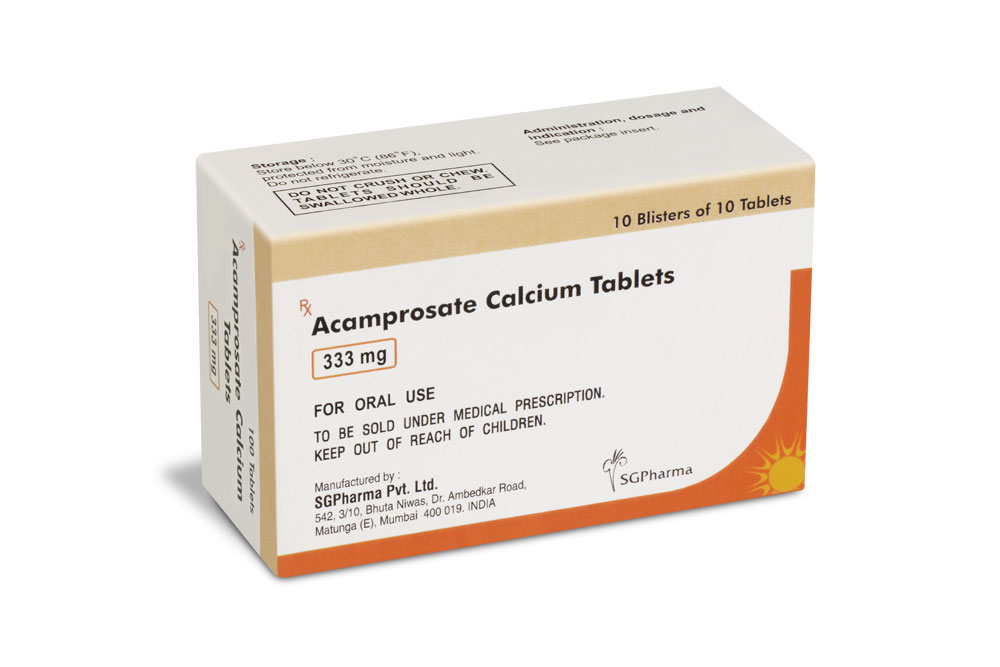 Storage :
Store below 30°C (86°F),
protected from moisture and light.
Do not refrigerate.
DO NOT CRUSH OR CHEW.
TABLETS SHOULD BE
SWALLOWED WHOLE.
Administration, dosage and
indication :
See package insert.
10 Blisters of 10 Tablets
Rx
Acamprosate Calcium Tablets
333 mg
FOR ORAL USE
TO BE SOLD UNDER MEDICAL PRESCRIPTION.
KEEP OUT OF REACH OF CHILDREN.
Manufactured by :
SGPharma Pvt. Ltd.
542, 3/10, Bhuta Niwas, Dr. Ambedkar Road,
Matunga (E), Mumbai 400 019. INDIA
SGPharma
Rx
Acamprosate Calcium
Tablets
333 mg
100 Tablets